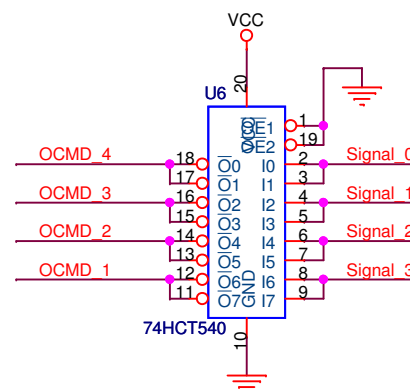 VCC
U6
20
VCC
OE1 1
OE2 19
OCMD_4 18 O0 I0 2 Signal_0
17 O1 I1 3
OCMD_3 16 O2 I2 4 Signal_1
15 O3 I3 5
OCMD_2 14 O4 I4 6 Signal_2
13 O5 I5 7
OCMD_1 12 O6 I6 8 Signal_3
11 O7 I7 9
GND
74HCT540
10